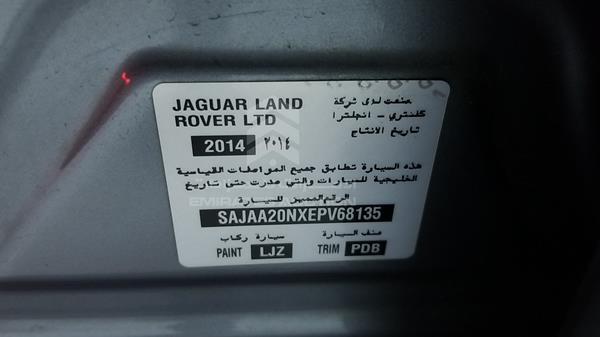 JAGUAR LAND
ROVER LTD
صنعت لدى شركة
كفنتري - انجلترا
تاريخ الانتاج
2014 ٢٠١٤
هذه السيارة تطابق جميع المواصفات القياسية
الخليجية للسيارات والتي صدرت حتى تاريخ
الرقم المميز للسيارة
SAJAA20NXEPV68135
سيارة ركاب صنف السيارة
PAINT LJZ TRIM PDB